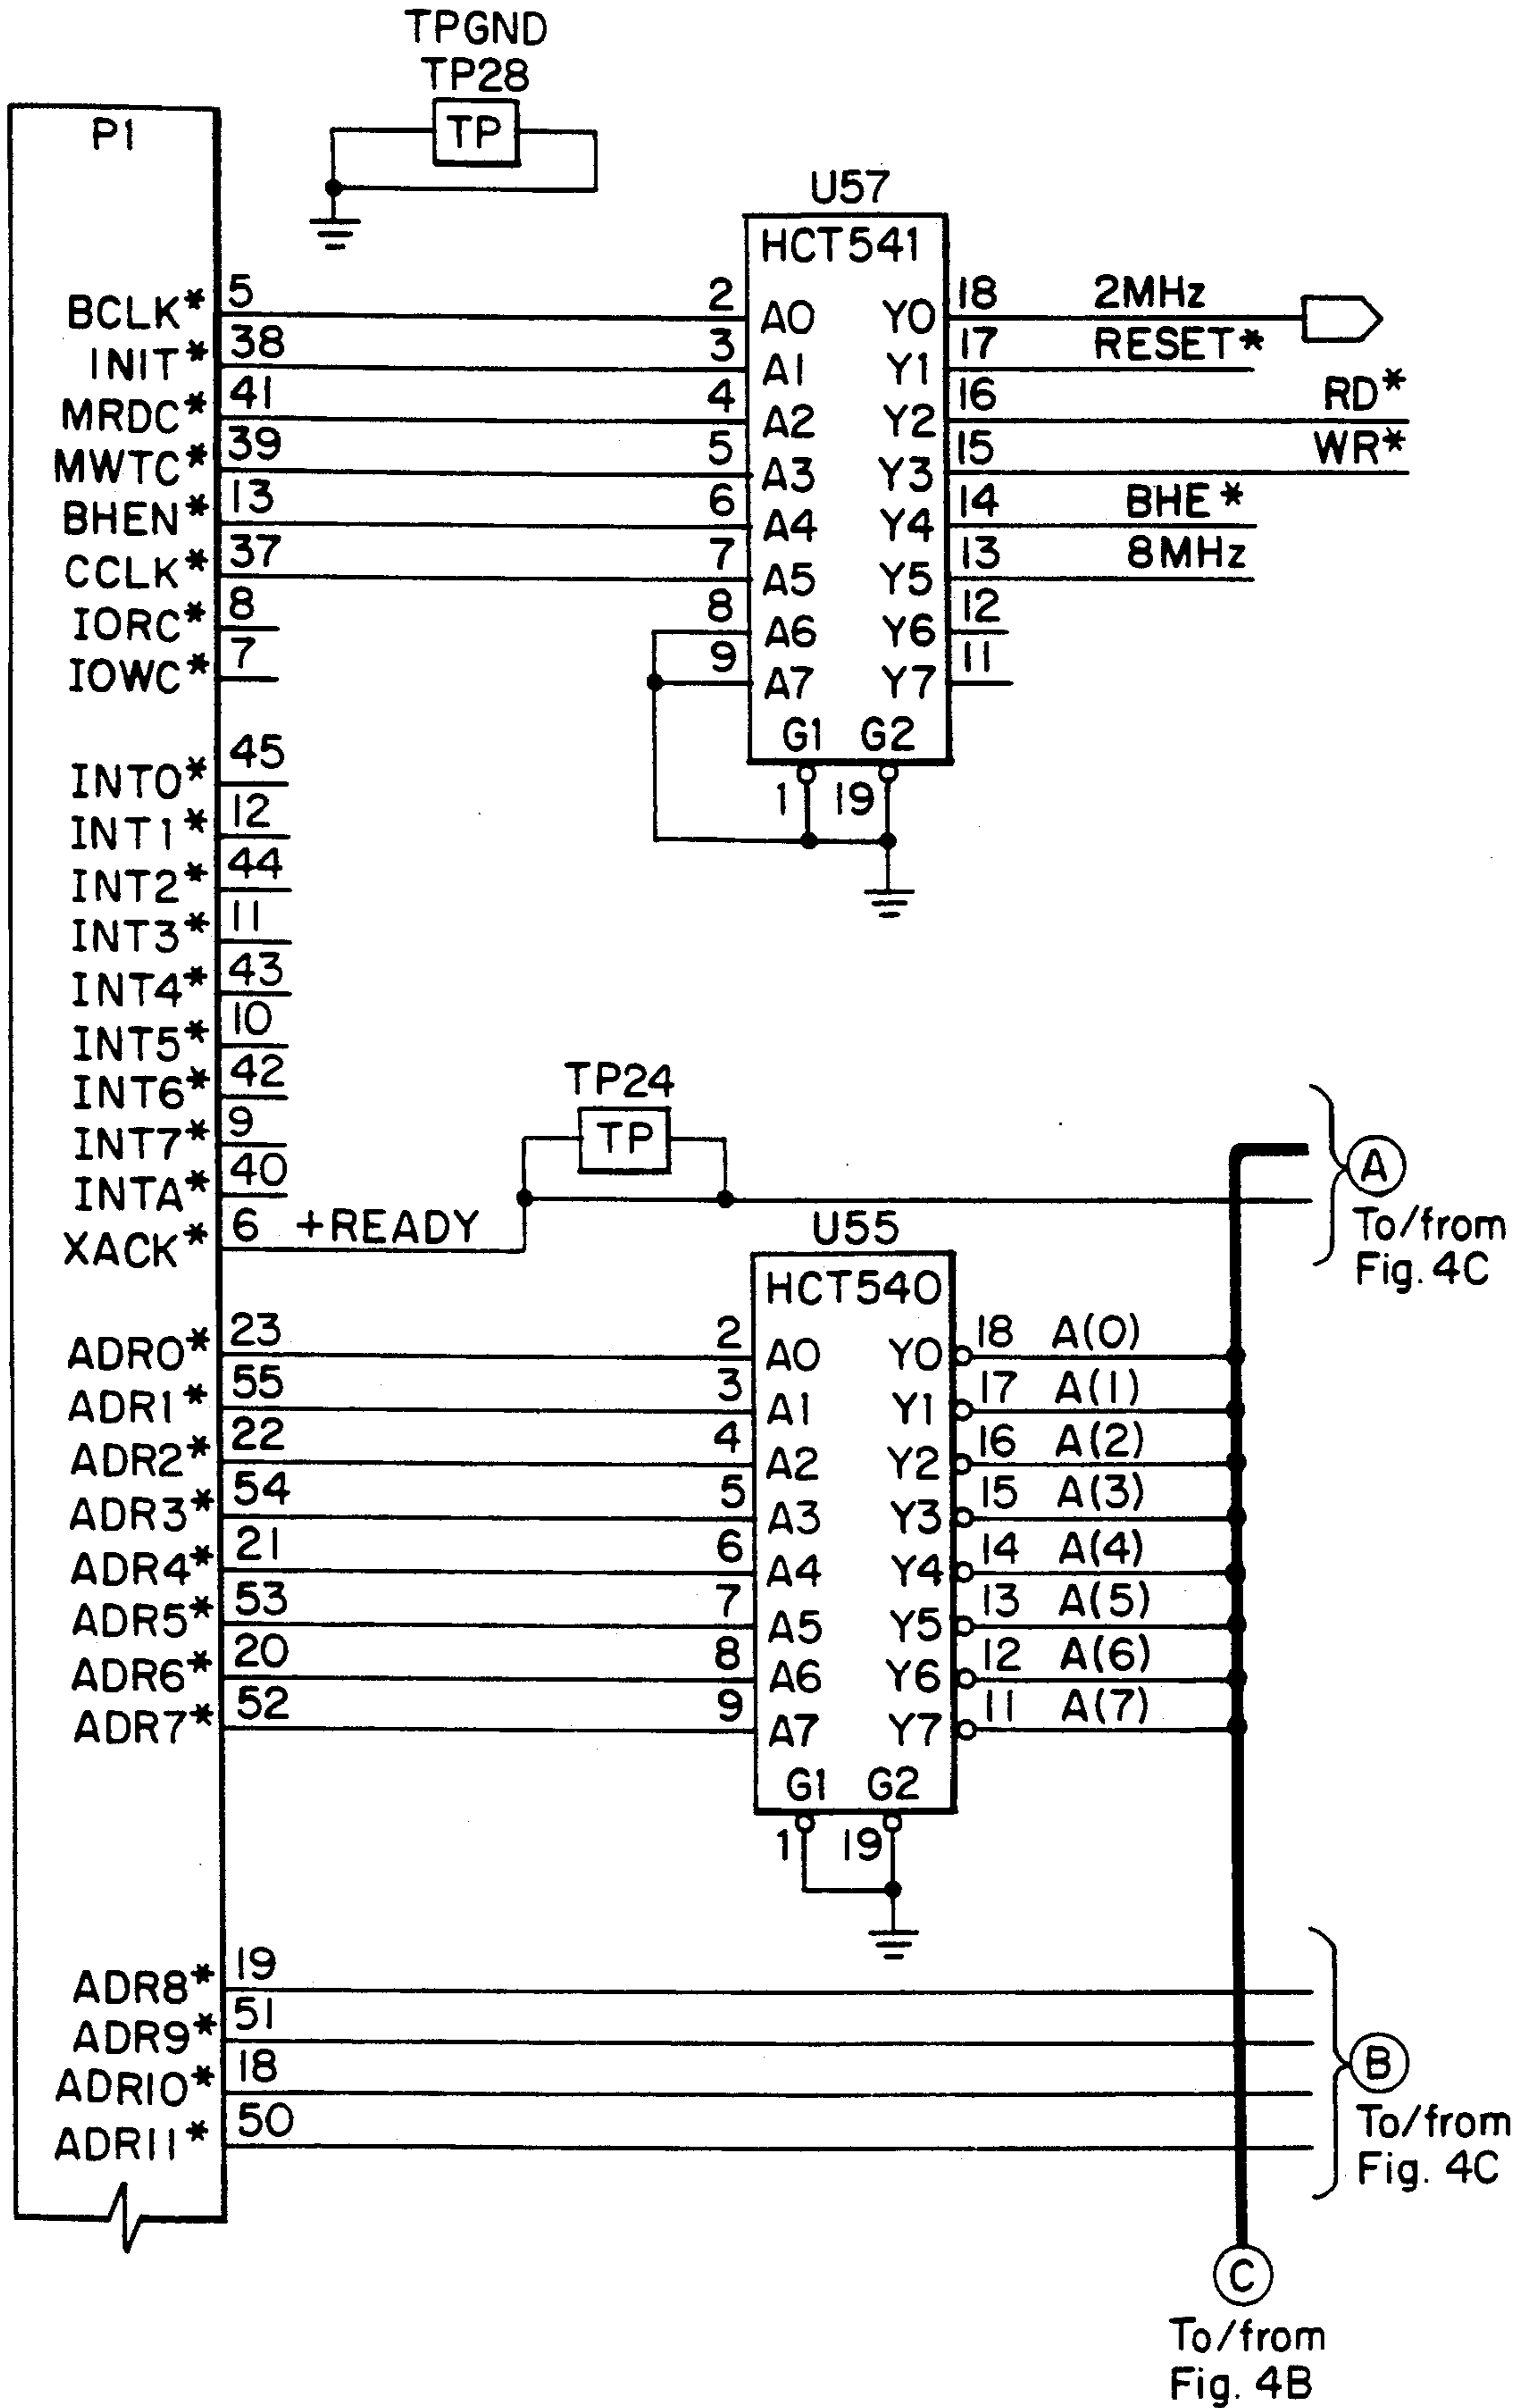 TPGND
TP28
TP
P1
U57
HCT541
BCLK* 5 2 A0 Y0 18 2MHz
INIT* 38 3 A1 Y1 17 RESET*
MRDC* 41 4 A2 Y2 16 RD*
MWTC* 39 5 A3 Y3 15 WR*
BHEN* 13 6 A4 Y4 14 BHE*
CCLK* 37 7 A5 Y5 13 8MHz
IORC* 8 8 A6 Y6 12
IOWC* 7 9 A7 Y7 11
G1 G2
1 19
INT0* 45
INT1* 12
INT2* 44
INT3* 11
INT4* 43
INT5* 10
INT6* 42
INT7* 9
INTA* 40
XACK* 6 +READY
TP24
TP
A
To/from
Fig. 4C
U55
HCT540
ADR0* 23 2 A0 Y0 18 A(0)
ADR1* 55 3 A1 Y1 17 A(1)
ADR2* 22 4 A2 Y2 16 A(2)
ADR3* 54 5 A3 Y3 15 A(3)
ADR4* 21 6 A4 Y4 14 A(4)
ADR5* 53 7 A5 Y5 13 A(5)
ADR6* 20 8 A6 Y6 12 A(6)
ADR7* 52 9 A7 Y7 11 A(7)
G1 G2
1 19
ADR8* 19
ADR9* 51
ADR10* 18
ADR11* 50
B
To/from
Fig. 4C
C
To/from
Fig. 4B